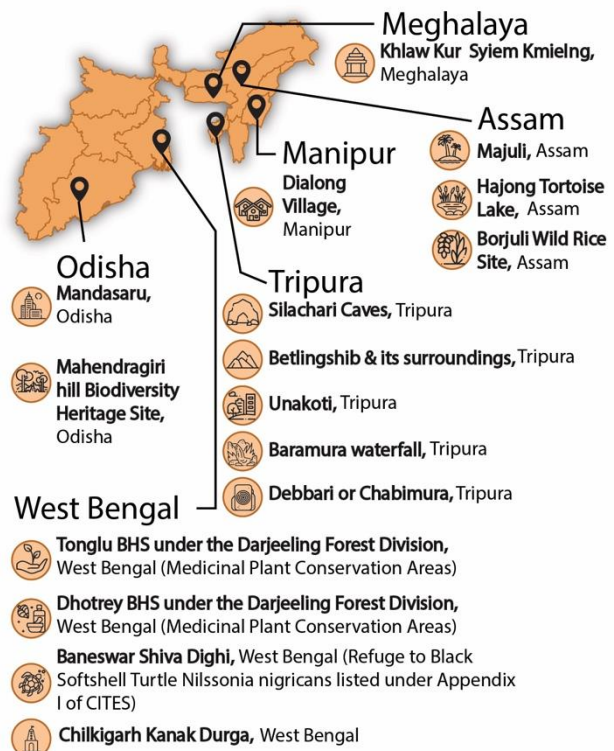 Meghalaya
Khlaw Kur Syiem Kmielng,
Meghalaya
Assam
Majuli, Assam
Hajong Tortoise
Lake, Assam
Borjuli Wild Rice
Site, Assam
Manipur
Dialong
Village,
Manipur
Odisha
Mandasaru,
Odisha
Mahendragiri
hill Biodiversity
Heritage Site,
Odisha
Tripura
Silachari Caves, Tripura
Betlingshib & its surroundings, Tripura
Unakoti, Tripura
Baramura waterfall, Tripura
Debbari or Chabimura, Tripura
West Bengal
Tonglu BHS under the Darjeeling Forest Division,
West Bengal (Medicinal Plant Conservation Areas)
Dhotrey BHS under the Darjeeling Forest Division,
West Bengal (Medicinal Plant Conservation Areas)
Baneswar Shiva Dighi, West Bengal (Refuge to Black
Softshell Turtle Nilssonia nigricans listed under Appendix
I of CITES)
Chilkigarh Kanak Durga, West Bengal